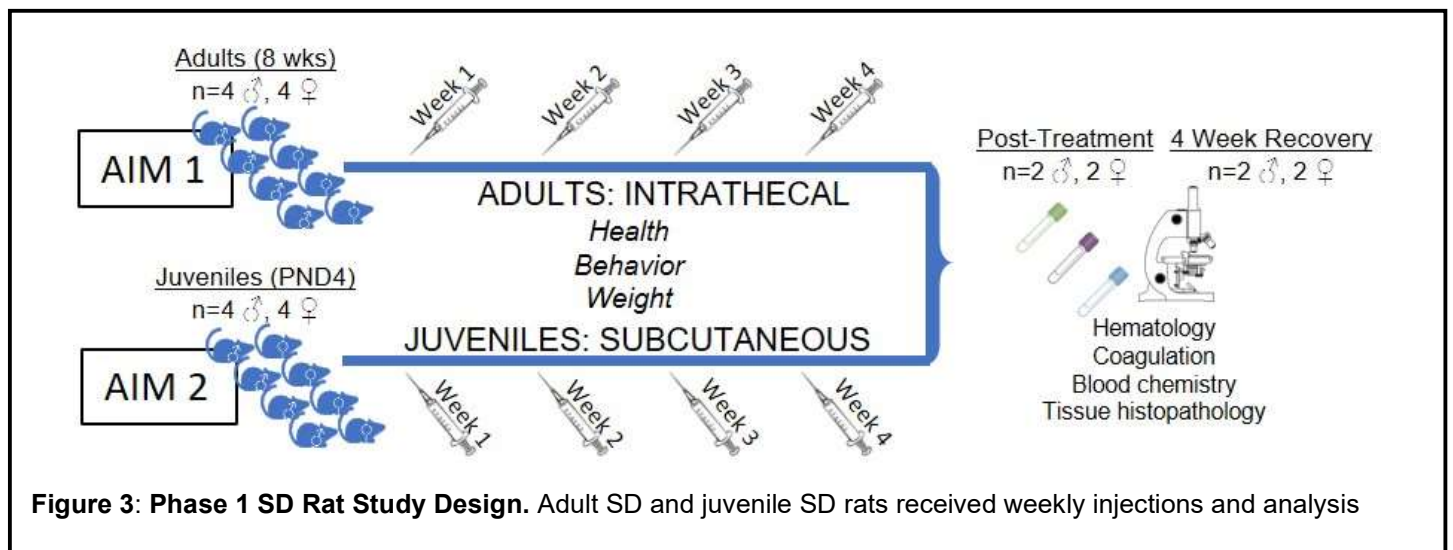 Adults (8 wks)
n=4 ♂, 4 ♀
AIM 1
Week 1
Week 2
Week 3
Week 4
ADULTS: INTRATHECAL
Health
Behavior
Weight
JUVENILES: SUBCUTANEOUS
Juveniles (PND4)
n=4 ♂, 4 ♀
AIM 2
Week 1
Week 2
Week 3
Week 4
Post-Treatment
n=2 ♂, 2 ♀
4 Week Recovery
n=2 ♂, 2 ♀
Hematology
Coagulation
Blood chemistry
Tissue histopathology
Figure 3: Phase 1 SD Rat Study Design. Adult SD and juvenile SD rats received weekly injections and analysis